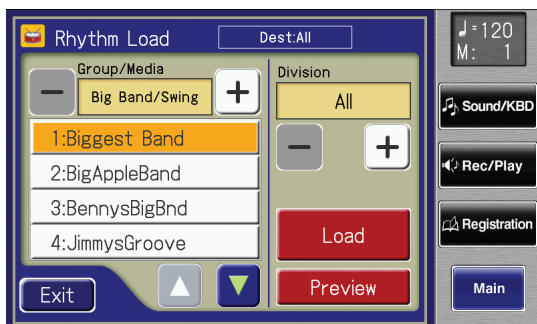 Rhythm Load
Dest:All
♩=120
M: 1
Group/Media
Big Band/Swing
Division
All
1:Biggest Band
2:BigAppleBand
3:BennysBigBnd
4:JimmysGroove
Load
Preview
Exit
Sound/KBD
Rec/Play
Registration
Main